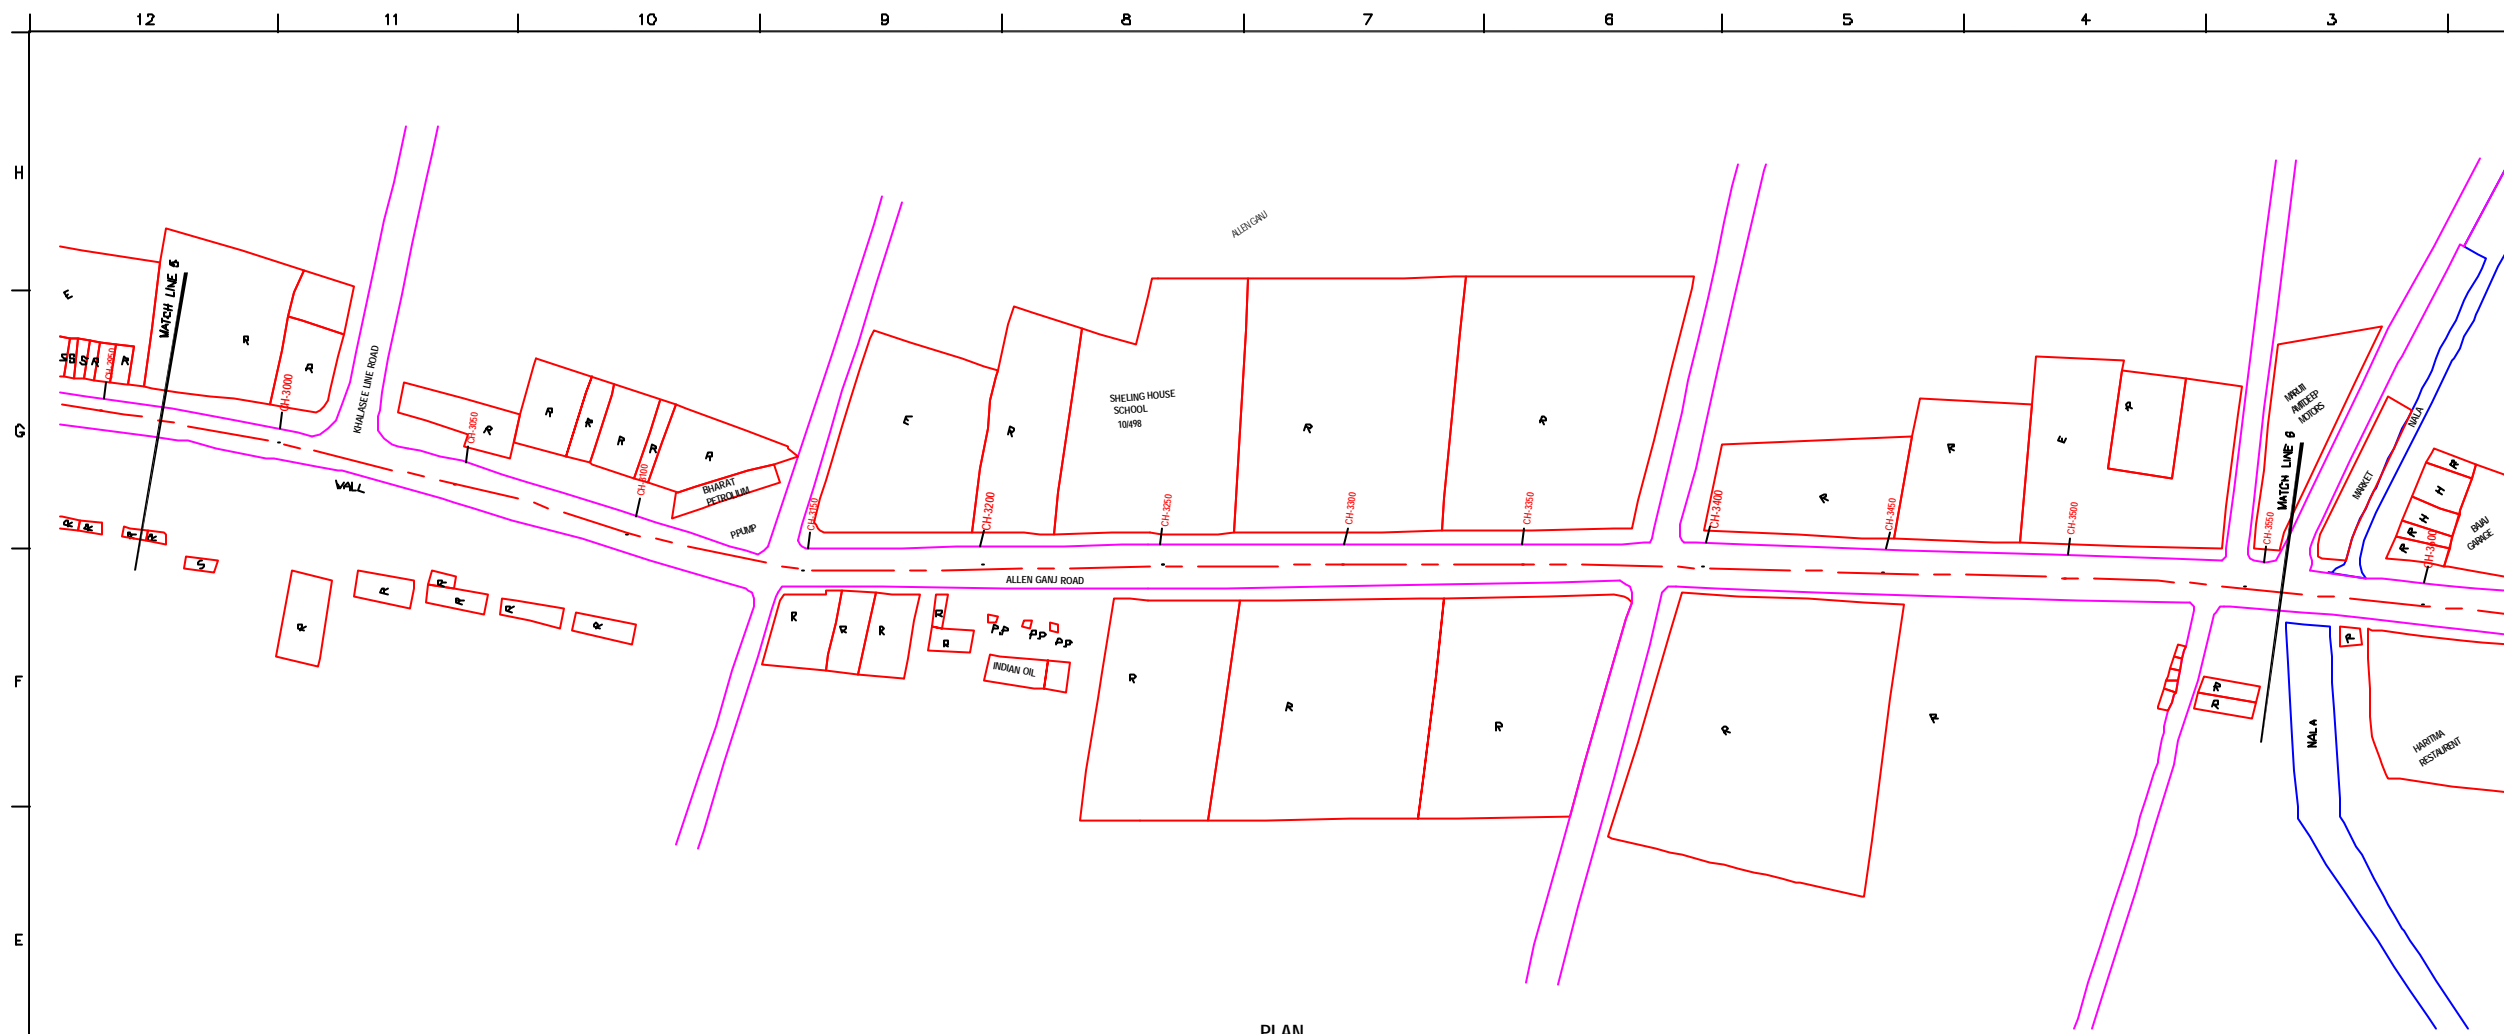 12 11 10 9 8 7 6 5 4 3
H
ALLEN GANJ
MATCH LINE 5
E
R
R
S S S R R
CH-2950
CH-3000
KHALASEE LINE ROAD
R
CH-3050
R
R
R
R
R
CH-3100
BHARAT
PETROLIUM
P.PUMP
CH-3150
E
R
CH-3200
SHELING HOUSE
SCHOOL
10/498
CH-3250
R
CH-3300
R
CH-3350
CH-3400
R
CH-3450
R
E
R
CH-3500
MARUTI
AMITDEEP
MOTORS
MATCH LINE 6
CH-3550
NALA
MARKET
R
H
H
R
R
CH-3600
BAJAJ
GARAGE
G
WALL
R R
R R
S
ALLEN GANJ ROAD
R
R
R
R
R
R
R
R
R
R
R
P.P
P.P
P.P
INDIAN OIL
F
R
R
R
R
R
R
R
R
NALA
HARITMA
RESTAURENT
E
PLAN